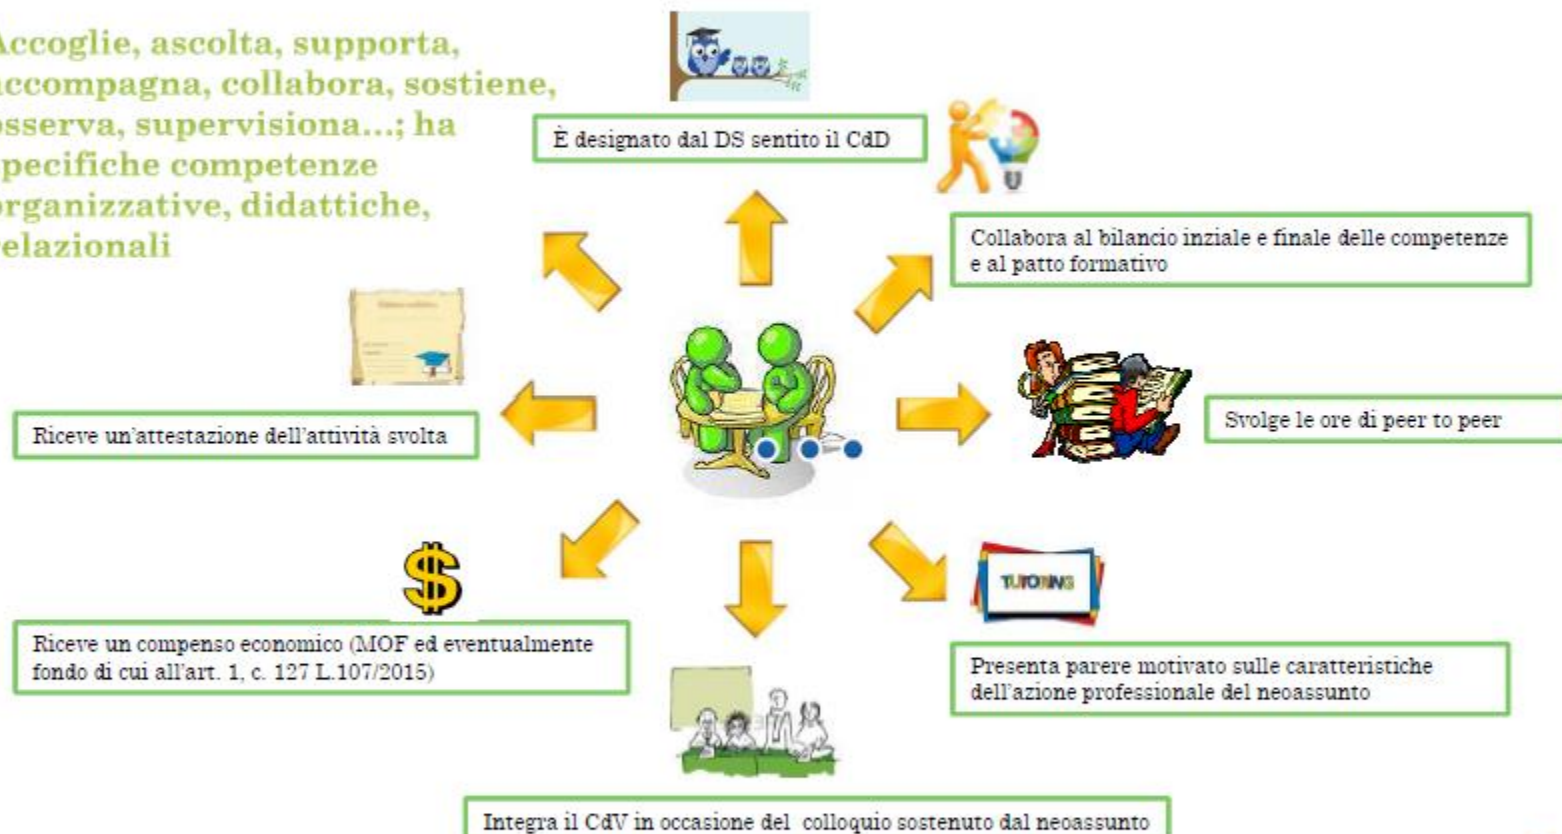 Accoglie, ascolta, supporta,
accompagna, collabora, sostiene,
osserva, supervisiona...; ha
specifiche competenze
organizzative, didattiche,
relazionali
È designato dal DS sentito il CdD
Collabora al bilancio inziale e finale delle competenze
e al patto formativo
Riceve un'attestazione dell'attività svolta
Svolge le ore di peer to peer
TUTORING
Riceve un compenso economico (MOF ed eventualmente
fondo di cui all'art. 1, c. 127 L.107/2015)
Presenta parere motivato sulle caratteristiche
dell'azione professionale del neoassunto
Integra il CdV in occasione del colloquio sostenuto dal neoassunto